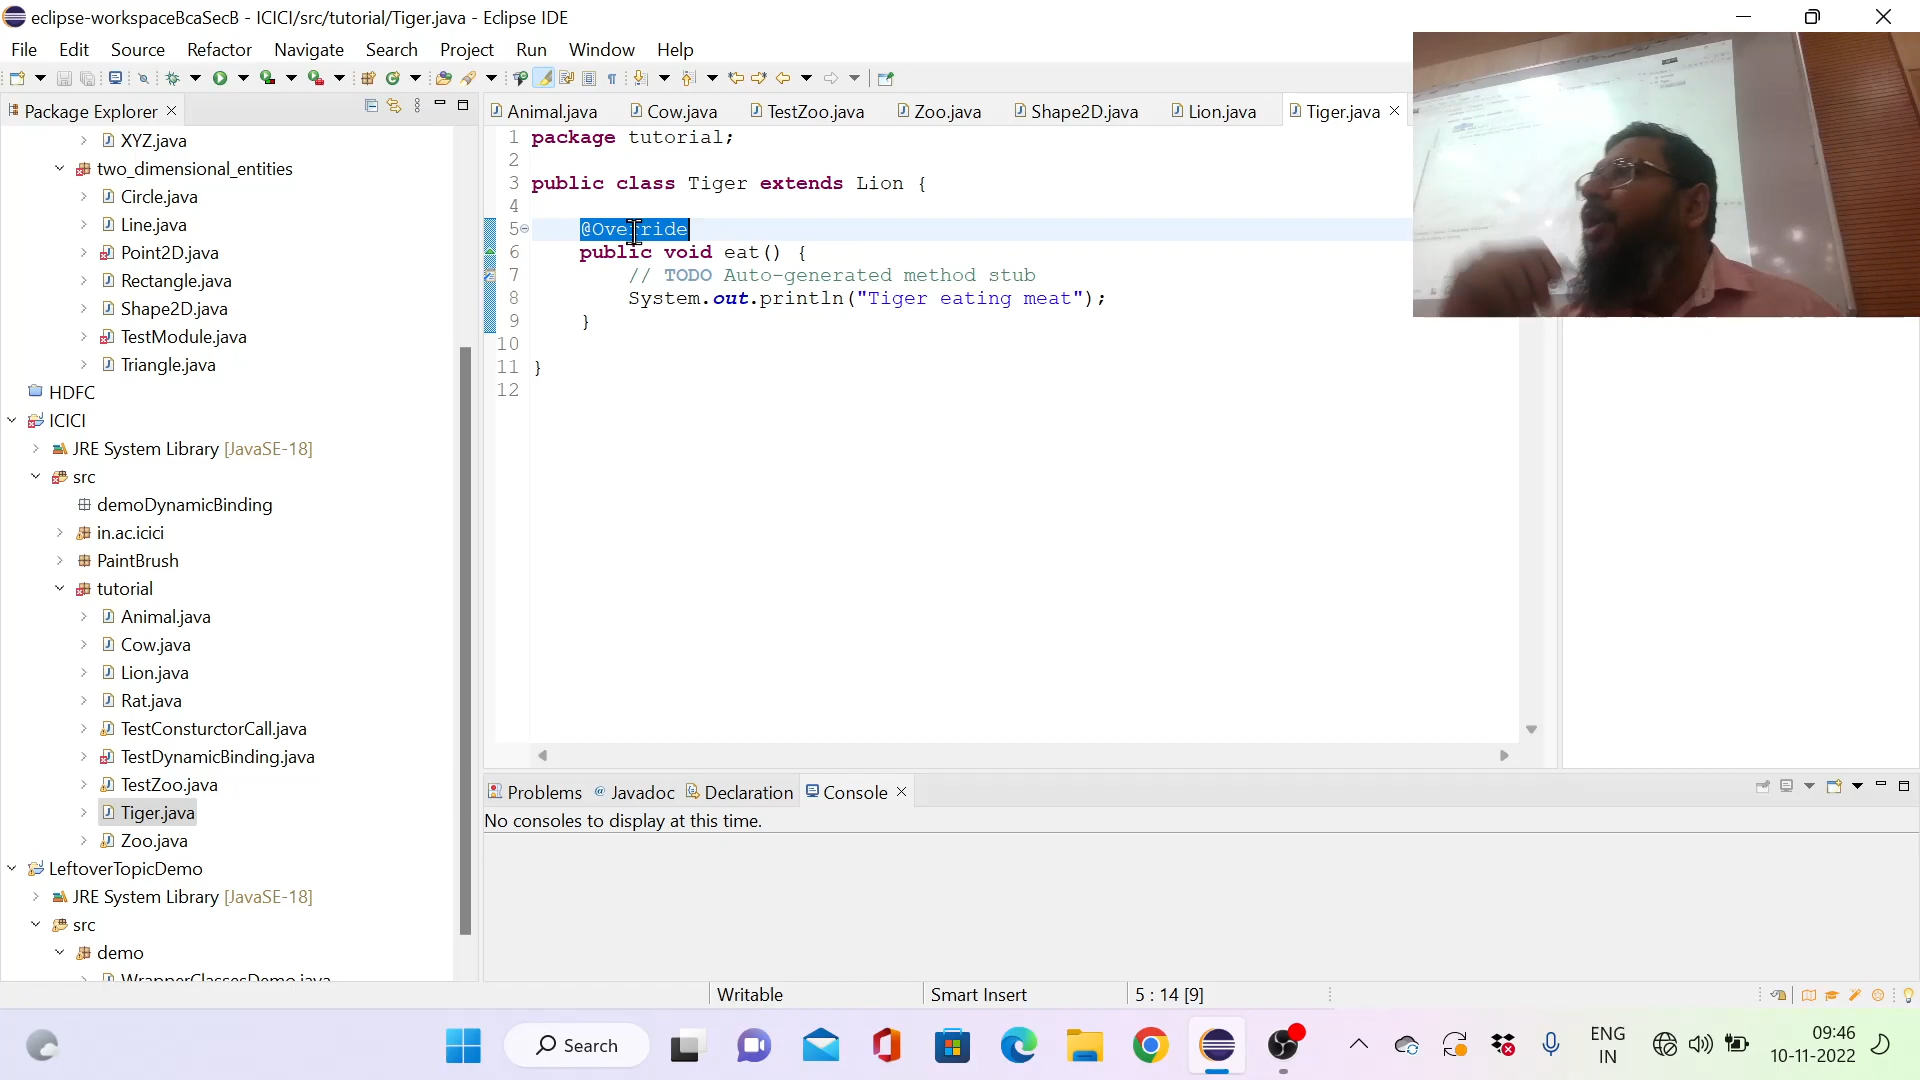 eclipse-workspaceBcaSecB - ICICI/src/tutorial/Tiger.java - Eclipse IDE
File Edit Source Refactor Navigate Search Project Run Window Help
Package Explorer
Animal.java Cow.java TestZoo.java Zoo.java Shape2D.java Lion.java Tiger.java
XYZ.java
two_dimensional_entities
Circle.java
Line.java
Point2D.java
Rectangle.java
Shape2D.java
TestModule.java
Triangle.java
HDFC
ICICI
JRE System Library [JavaSE-18]
src
demoDynamicBinding
in.ac.icici
PaintBrush
tutorial
Animal.java
Cow.java
Lion.java
Rat.java
TestConsturctorCall.java
TestDynamicBinding.java
TestZoo.java
Tiger.java
Zoo.java
LeftoverTopicDemo
JRE System Library [JavaSE-18]
src
demo
WrapperClassesDemo.java
1 package tutorial;
2
3 public class Tiger extends Lion {
4
5 @Override
6 public void eat() {
7 // TODO Auto-generated method stub
8 System.out.println("Tiger eating meat");
9 }
10
11 }
12
Problems @ Javadoc Declaration Console
No consoles to display at this time.
Writable Smart Insert 5 : 14 [9]
Search
ENG
IN
09:46
10-11-2022